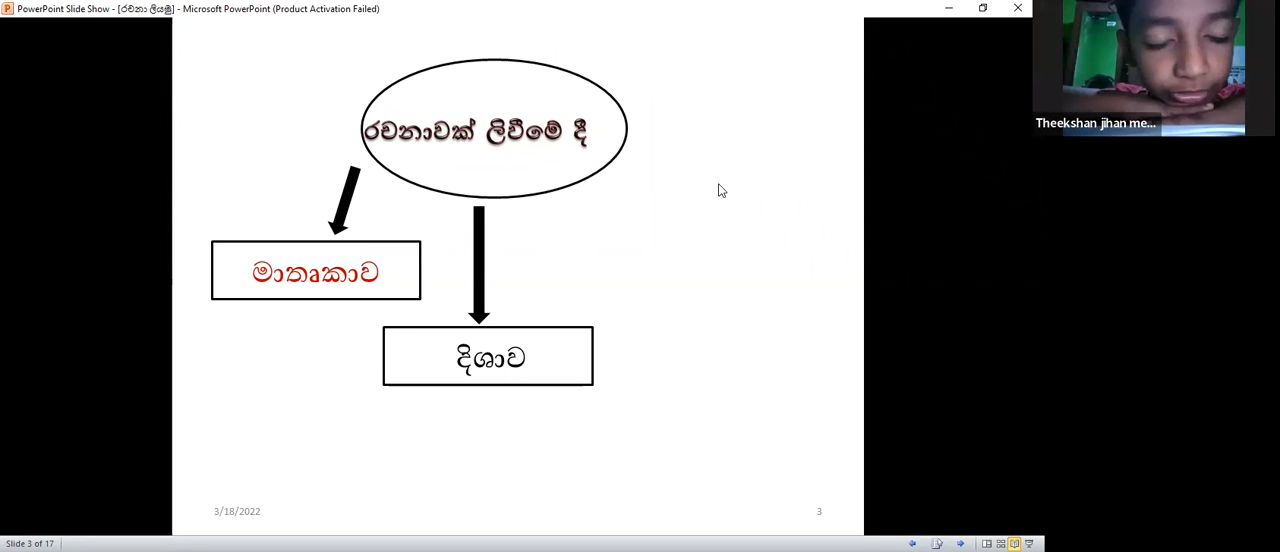 PowerPoint Slide Show - [රචනා ලියමු] - Microsoft PowerPoint (Product Activation Failed)
Theekshan jihan me...
රචනාවක් ලිවීමේ දී
මාතෘකාව
දිශාව
3/18/2022
3
Slide 3 of 17